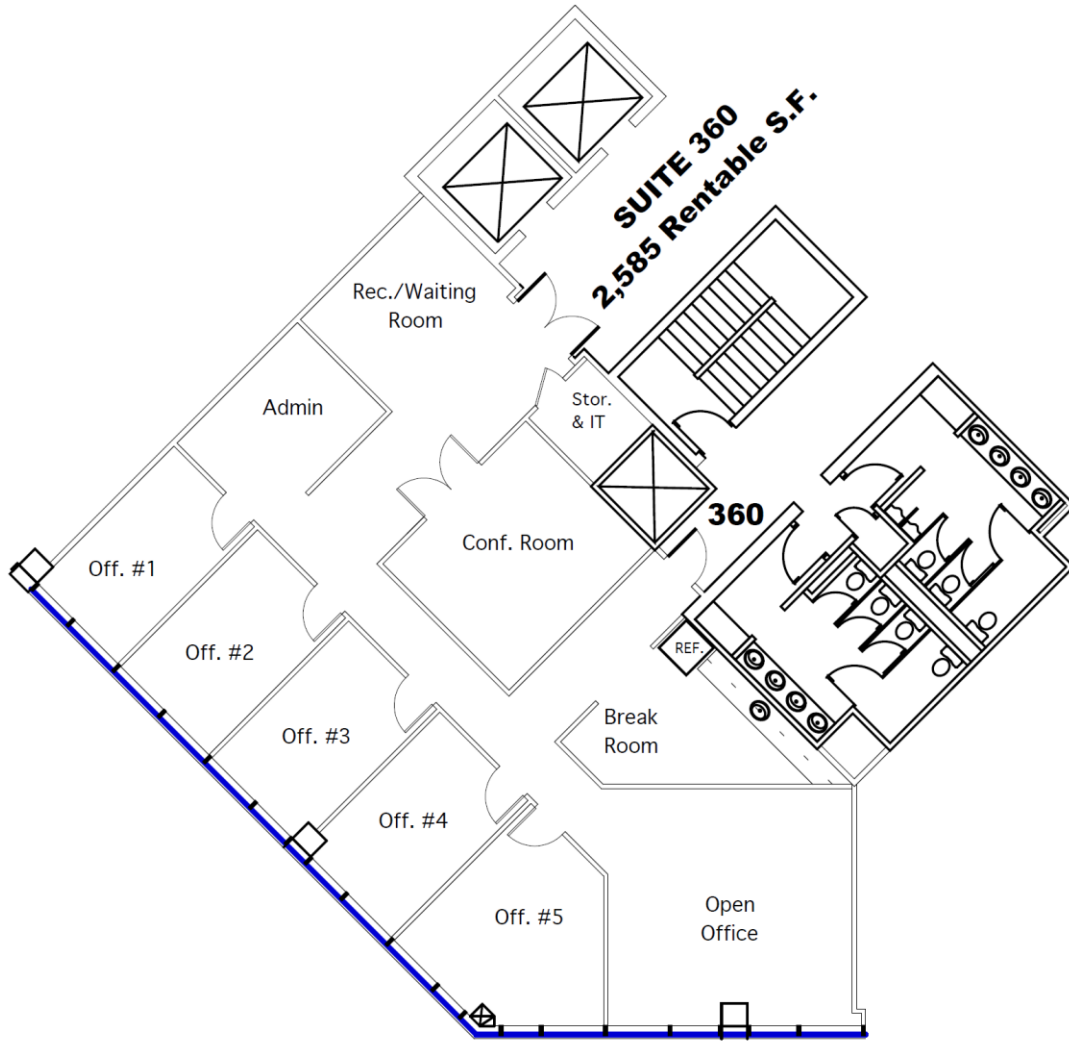 SUITE 360
2,585 Rentable S.F.
Rec./Waiting
Room
Admin
Stor.
& IT
Off. #1
Conf. Room
360
Off. #2
REF.
Off. #3
Break
Room
Off. #4
Off. #5
Open
Office